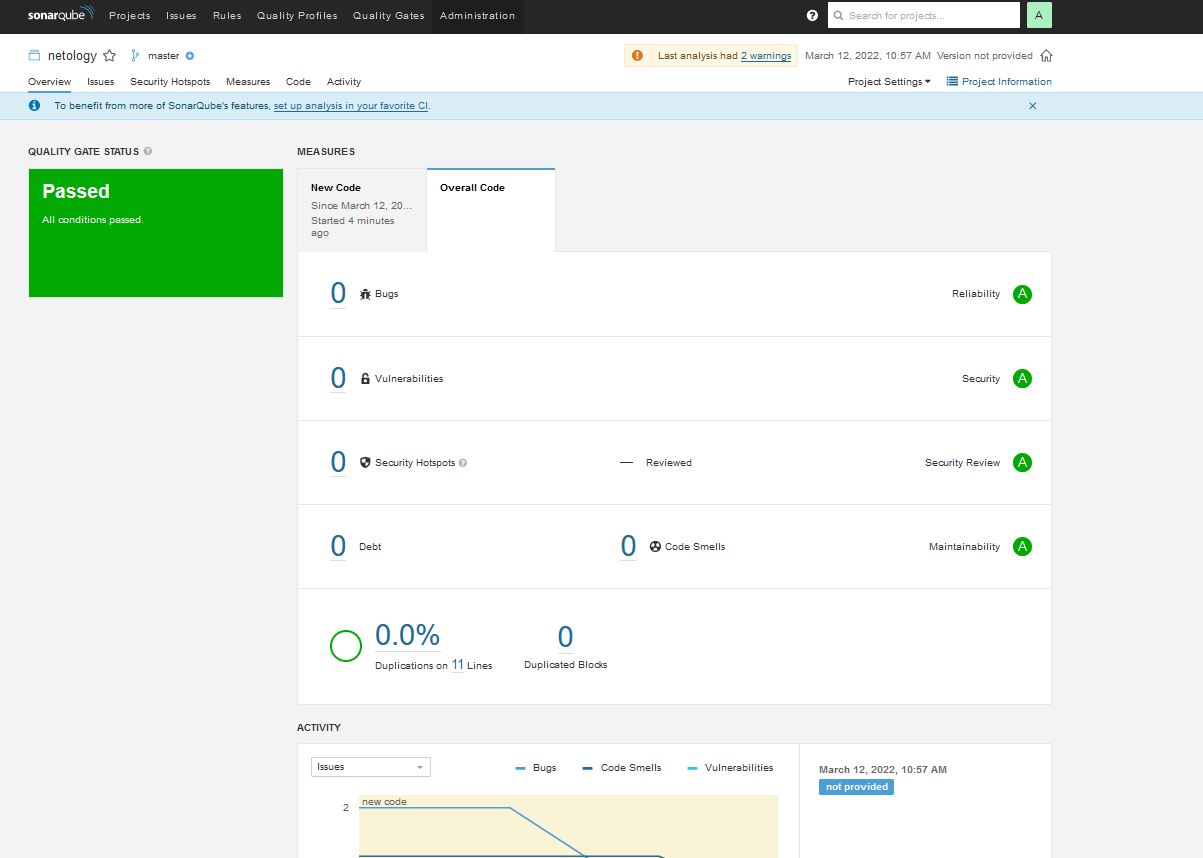 sonarqube Projects Issues Rules Quality Profiles Quality Gates Administration ? Search for projects... A
netology master Last analysis had 2 warnings March 12, 2022, 10:57 AM Version not provided
Overview Issues Security Hotspots Measures Code Activity Project Settings Project Information
To benefit from more of SonarQube's features, set up analysis in your favorite CI.
QUALITY GATE STATUS ?
Passed
All conditions passed.
MEASURES
New Code
Since March 12, 20...
Started 4 minutes
ago
Overall Code
0 Bugs Reliability A
0 Vulnerabilities Security A
0 Security Hotspots ? — Reviewed Security Review A
0 Debt 0 Code Smells Maintainability A
0.0%
Duplications on 11 Lines
0
Duplicated Blocks
ACTIVITY
Issues Bugs Code Smells Vulnerabilities
2 new code
March 12, 2022, 10:57 AM
not provided